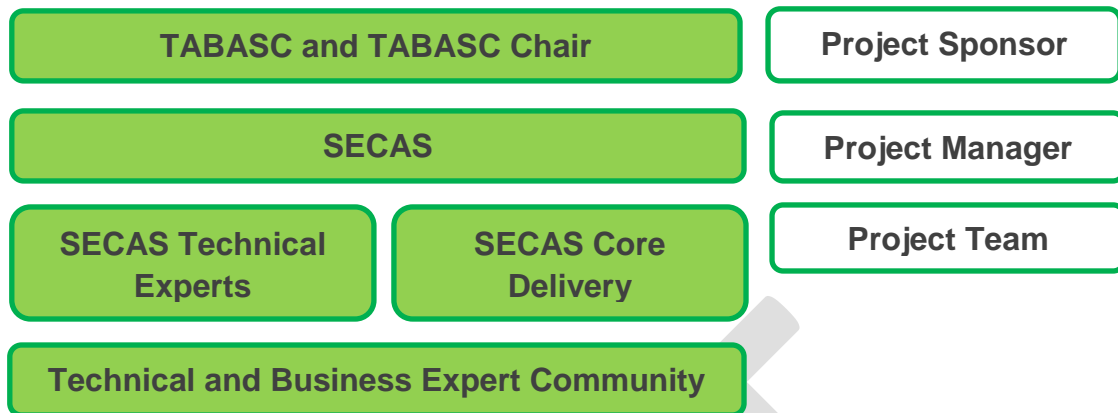 TABASC and TABASC Chair
Project Sponsor
SECAS
Project Manager
SECAS Technical
Experts
SECAS Core
Delivery
Project Team
Technical and Business Expert Community